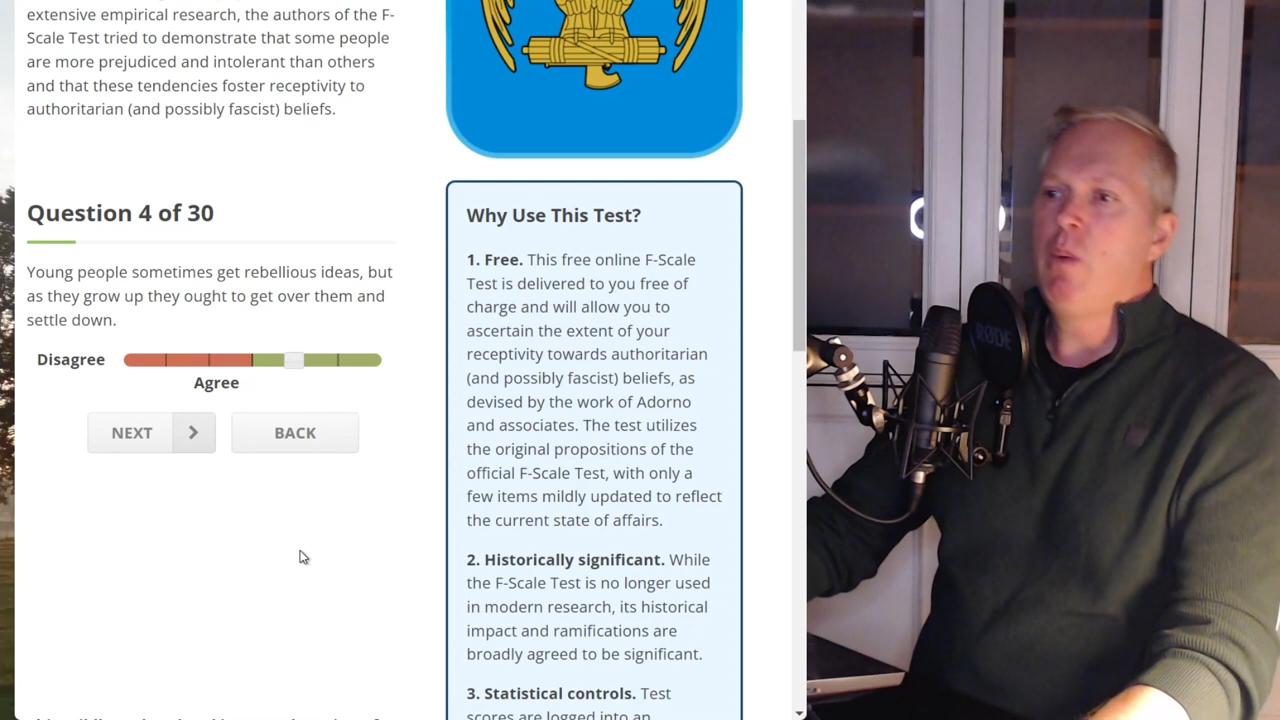 extensive empirical research, the authors of the F-
Scale Test tried to demonstrate that some people
are more prejudiced and intolerant than others
and that these tendencies foster receptivity to
authoritarian (and possibly fascist) beliefs.
Question 4 of 30
Young people sometimes get rebellious ideas, but
as they grow up they ought to get over them and
settle down.
Disagree
Agree
NEXT
BACK
Why Use This Test?
1. Free. This free online F-Scale
Test is delivered to you free of
charge and will allow you to
ascertain the extent of your
receptivity towards authoritarian
(and possibly fascist) beliefs, as
devised by the work of Adorno
and associates. The test utilizes
the original propositions of the
official F-Scale Test, with only a
few items mildly updated to reflect
the current state of affairs.
2. Historically significant. While
the F-Scale Test is no longer used
in modern research, its historical
impact and ramifications are
broadly agreed to be significant.
3. Statistical controls. Test
scores are logged into an
RØDE